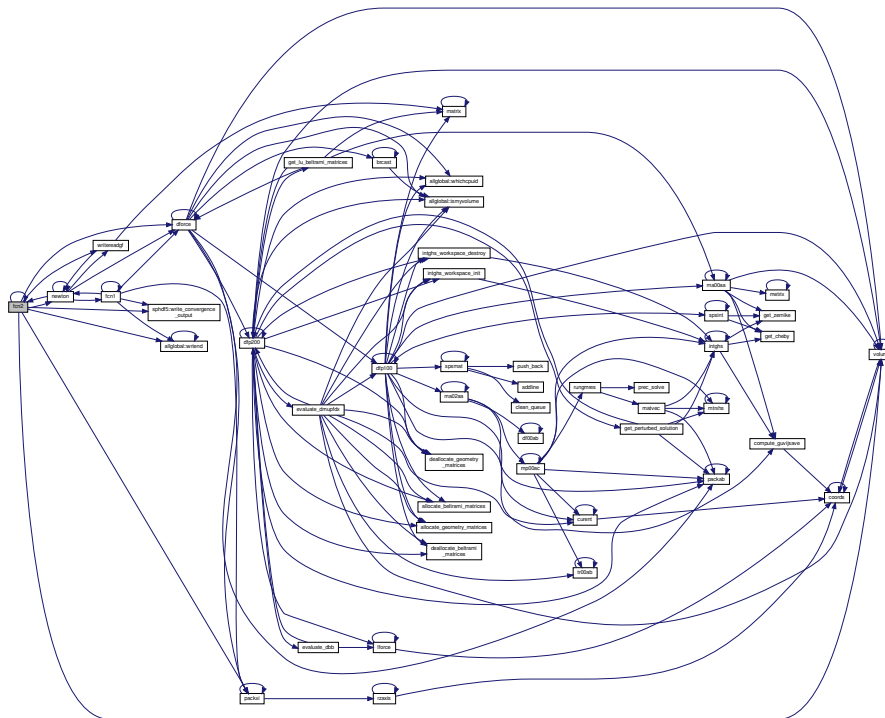 matrix
get_lu_beltrami_matrices
brcast
allglobal::whichcpuid
allglobal::ismyvolume
dforce
writereadgf
intghs_workspace_destroy
intghs_workspace_init
ma00aa
metrix
newton
fcn1
fcn2
sphdf5::write_convergence
_output
spsint
get_zernike
get_cheby
allglobal::wrtend
dfp200
intghs
volume
dfp100
spsmat
push_back
addline
clean_queue
ma02aa
rungmres
prec_solve
matvec
mtrxhs
evaluate_dmupfdx
get_perturbed_solution
df00ab
compute_guvijsave
deallocate_geometry
_matrices
mp00ac
packab
coords
allocate_beltrami_matrices
curent
allocate_geometry_matrices
deallocate_beltrami
_matrices
tr00ab
evaluate_dbb
lforce
packxi
rzaxis